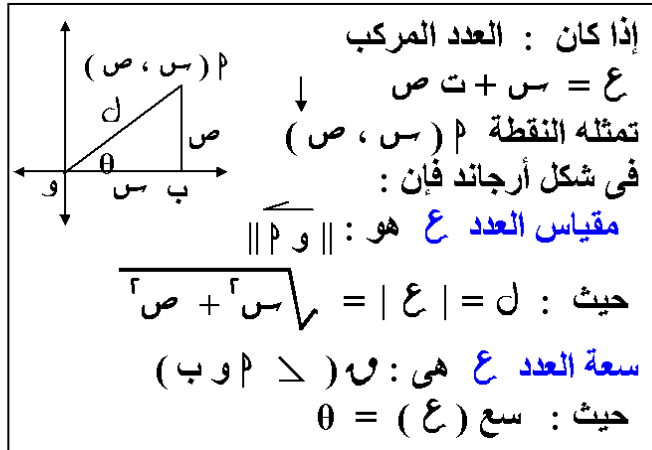 إذا كان : العدد المركب
ع = س + ت ص
تمثله النقطة أ ( س ، ص )
فى شكل أرجاند فإن :
مقياس العدد ع هو : || و أ ||
حيث : ل = | ع | = √س٢ + ص٢
سعة العدد ع هى : ق ( ∠ أ و ب )
حيث : سع ( ع ) = θ
أ ( س ، ص )
ل
ص
θ
و س ب